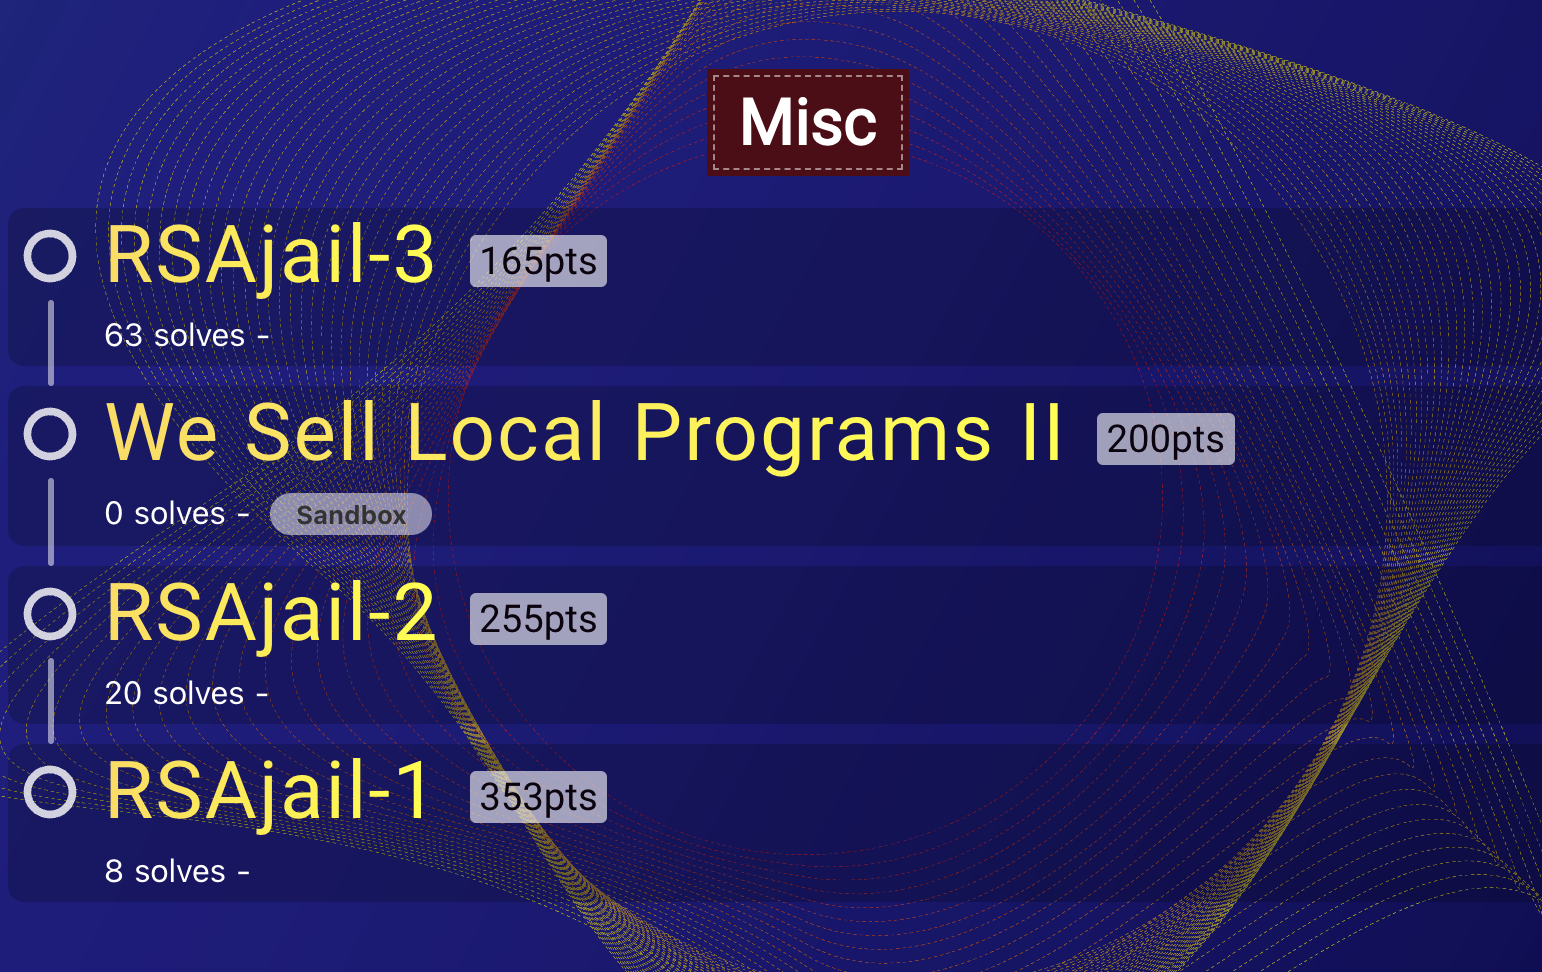 Misc
RSAjail-3 165pts
63 solves -
We Sell Local Programs II 200pts
0 solves - Sandbox
RSAjail-2 255pts
20 solves -
RSAjail-1 353pts
8 solves -